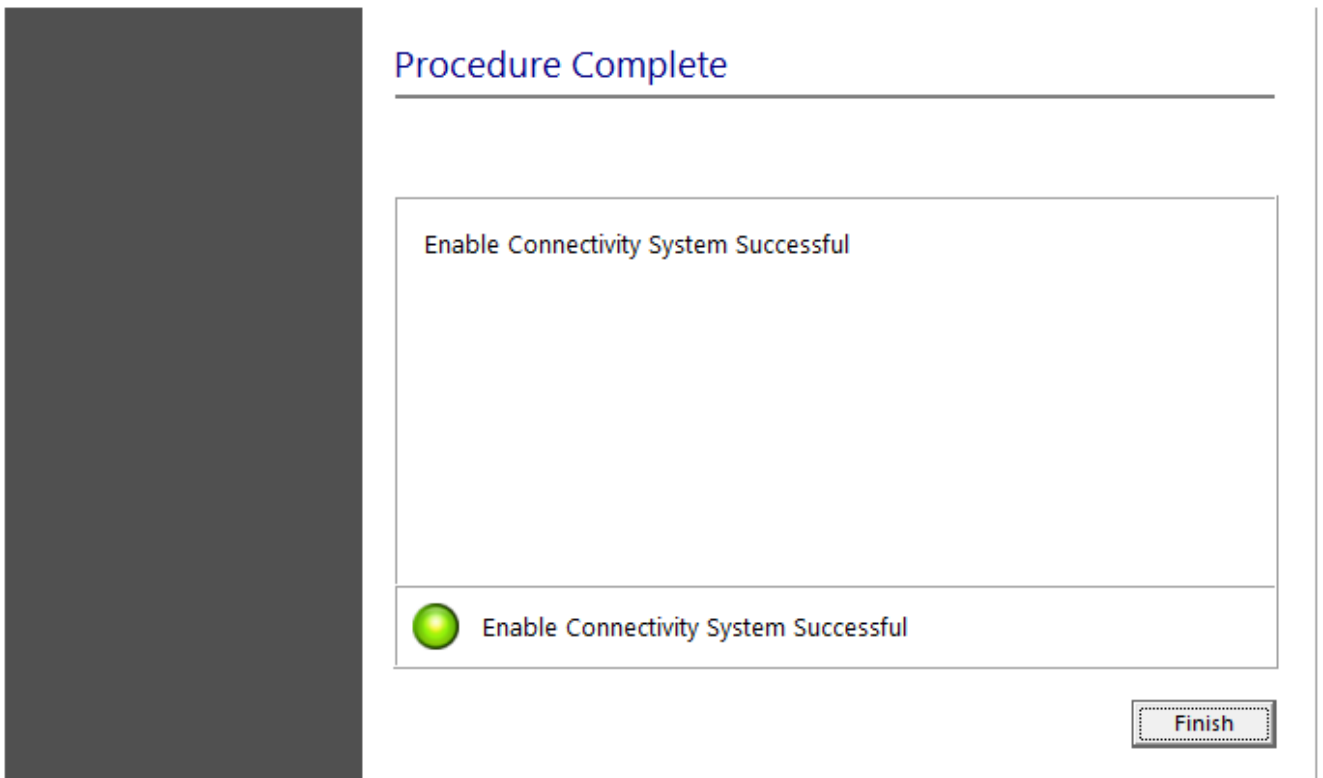 Procedure Complete
Enable Connectivity System Successful
Enable Connectivity System Successful
Finish